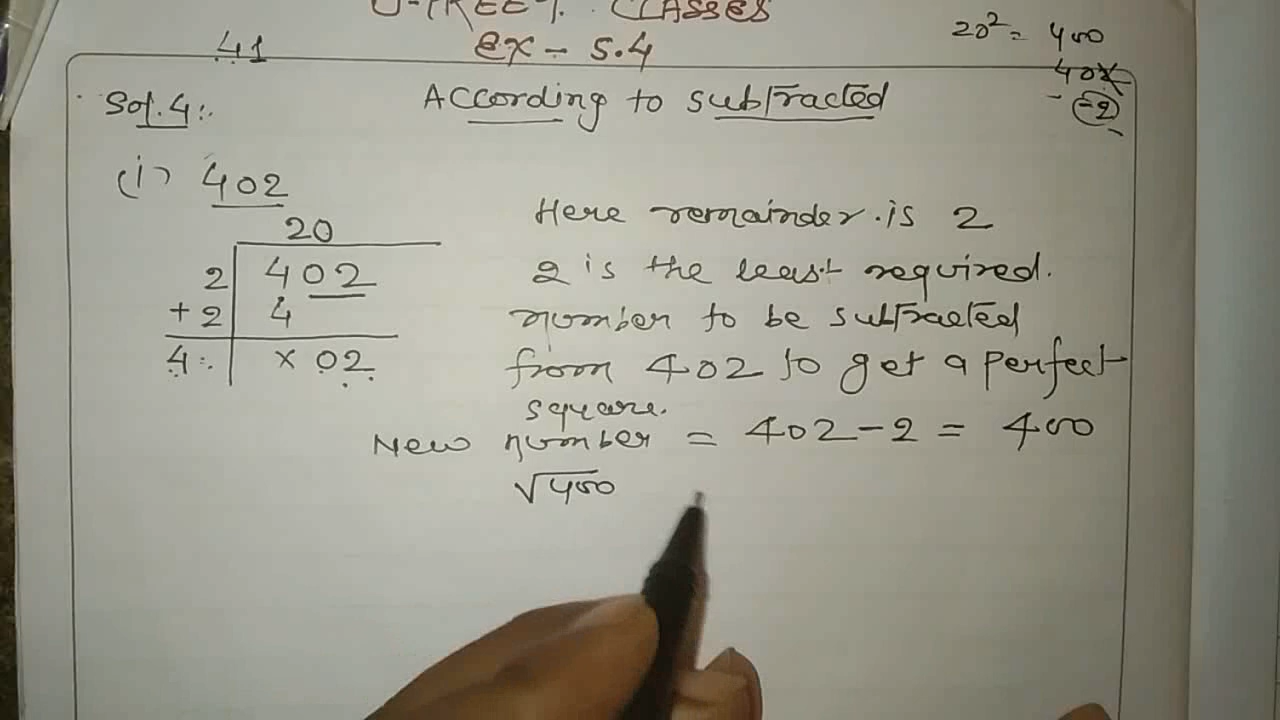 CLASSES
41
ex - 5.4
20² = 400
402
-2
Sol.4:.
According to subtracted
(i) 402
20
2 | 402
+2 | 4
4: | x 02
Here remainder.is 2
2 is the least required.
number to be subtracted
from 402 to get a perfect
square.
New number = 402-2 = 400
√400